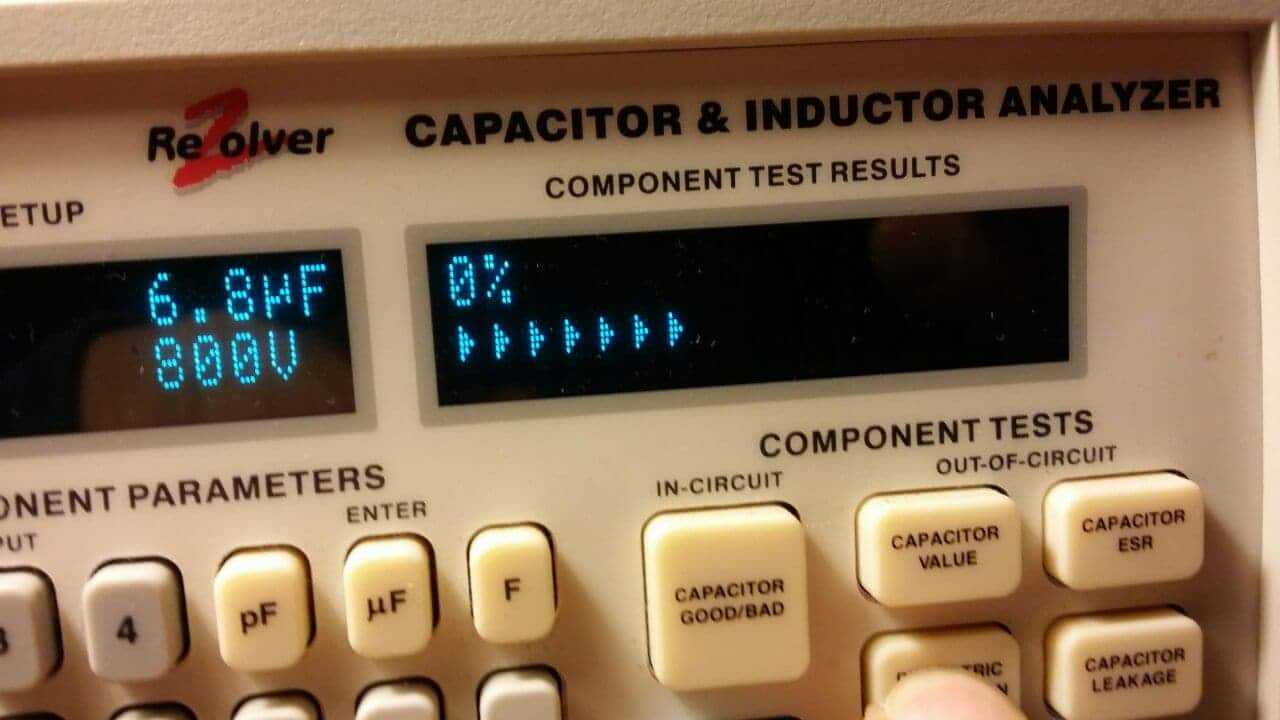 ReZolver
CAPACITOR & INDUCTOR ANALYZER
COMPONENT TEST RESULTS
ETUP
6.8µF
800V
0%
COMPONENT TESTS
IN-CIRCUIT
OUT-OF-CIRCUIT
ONENT PARAMETERS
PUT
ENTER
3
4
pF
µF
F
CAPACITOR
GOOD/BAD
CAPACITOR
VALUE
CAPACITOR
ESR
CAPACITOR
LEAKAGE